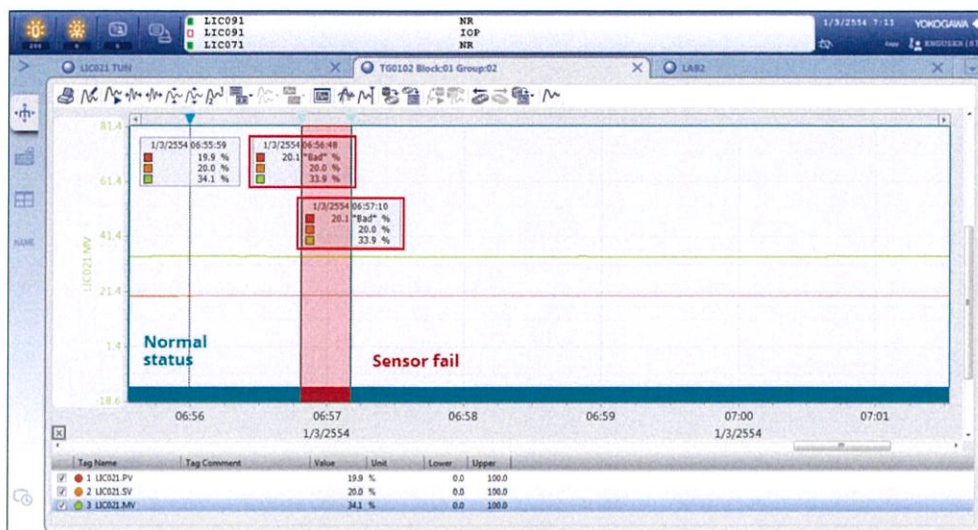 LIC091 NR
LIC091 IOP
LIC071 NR
1/3/2554 7:13 YOKOGAWA
LIC021 TUN
TG0102 Block:01 Group:02
LAB2
81.4
61.4
41.4
21.4
1.4
-18.6
LIC021.MV
NAME
1/3/2554 06:55:59
19.9 %
20.0 %
34.1 %
1/3/2554 06:56:48
20.1 "Bad" %
20.0 %
33.9 %
1/3/2554 06:57:10
20.1 "Bad" %
20.0 %
33.9 %
Normal
status
Sensor fail
06:56 06:57 06:58 06:59 07:00 07:01
1/3/2554 1/3/2554
Tag Name Tag Comment Value Unit Lower Upper
1 LIC021.PV 19.9 % 0.0 100.0
2 LIC021.SV 20.0 % 0.0 100.0
3 LIC021.MV 34.1 % 0.0 100.0